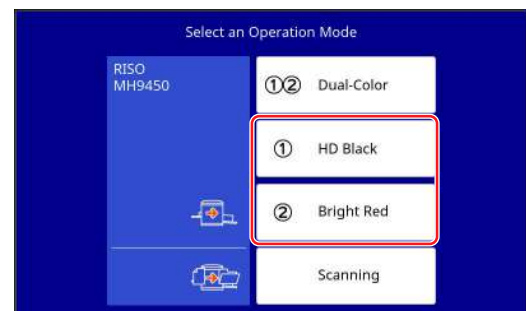 Select an Operation Mode
RISO
MH9450
①② Dual-Color
① HD Black
② Bright Red
Scanning